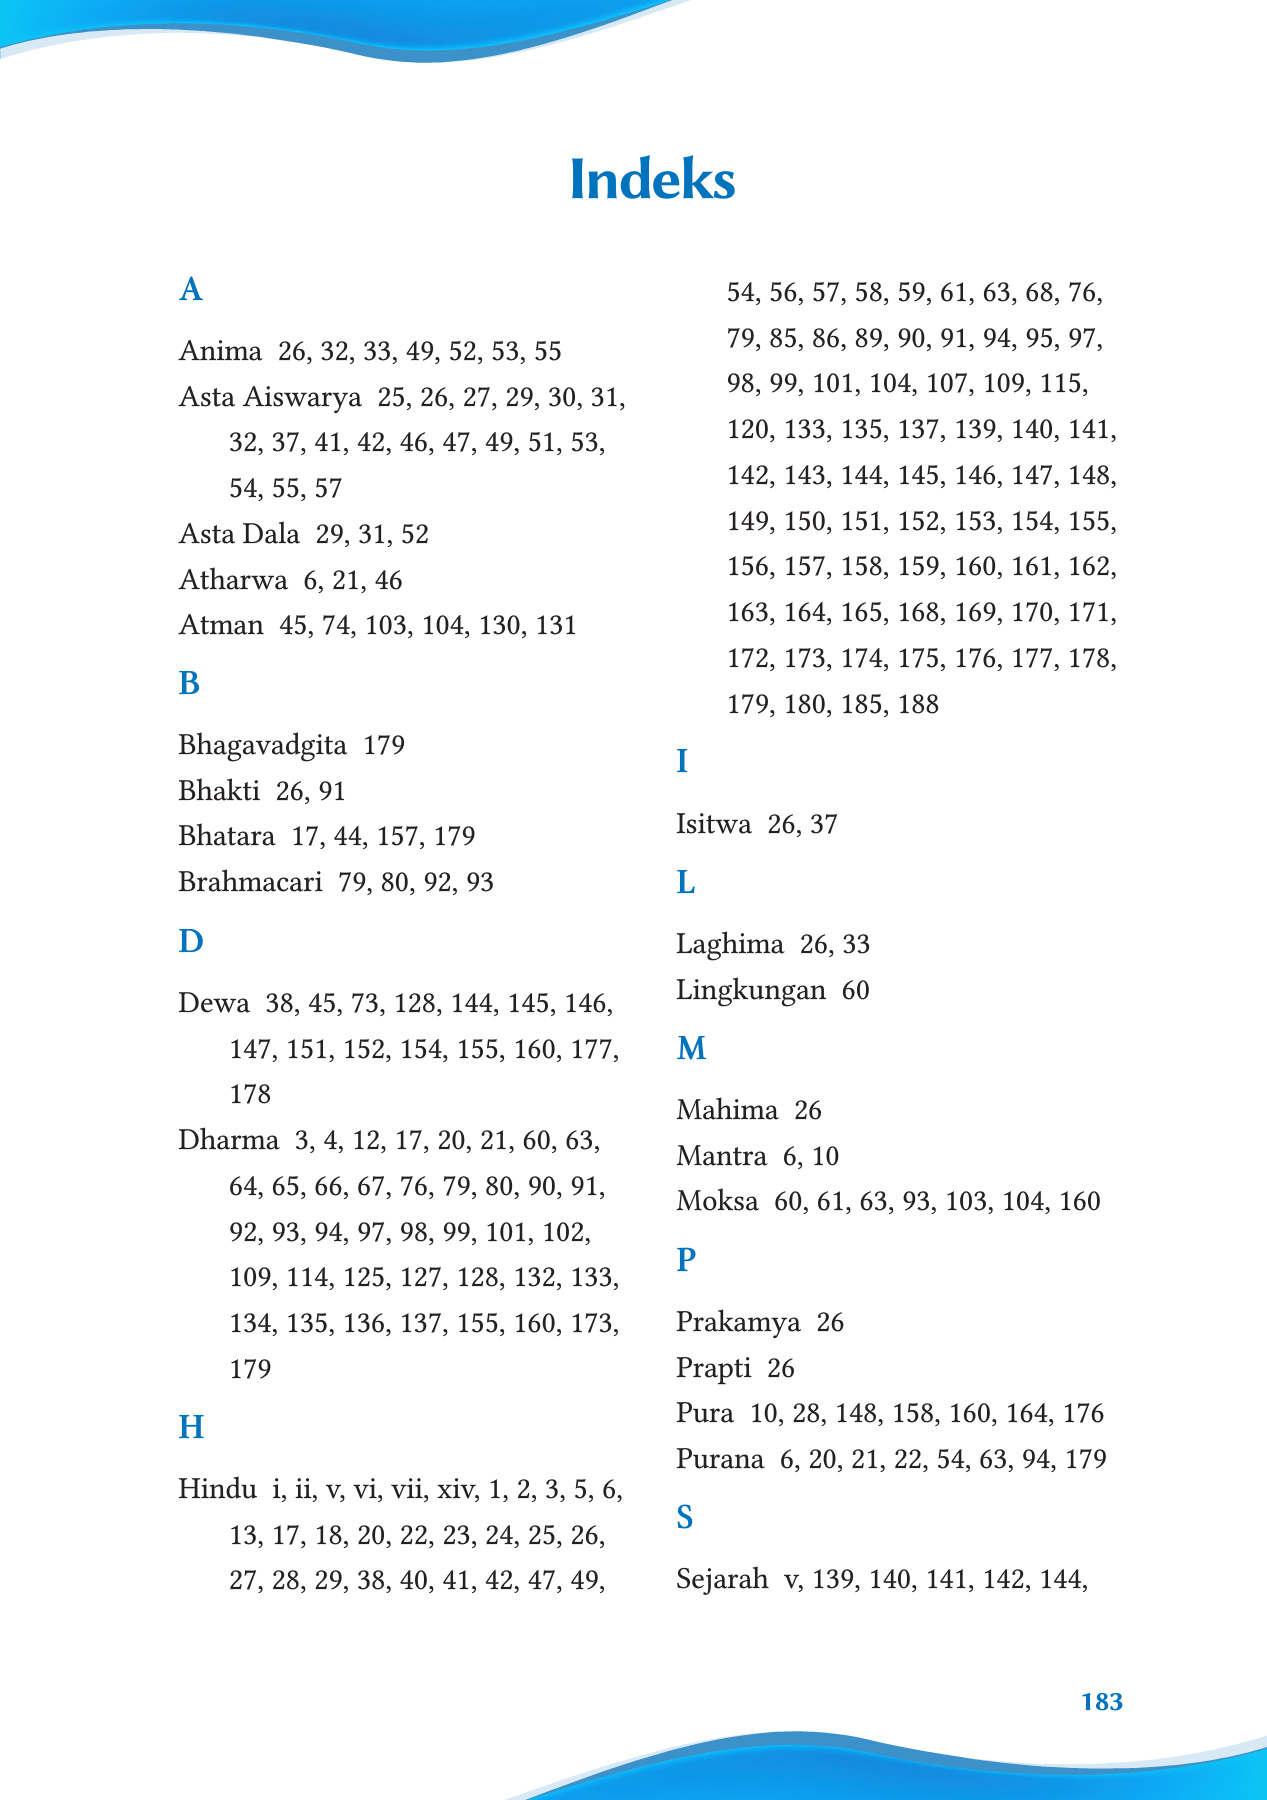 Indeks
A
Anima 26, 32, 33, 49, 52, 53, 55
Asta Aiswarya 25, 26, 27, 29, 30, 31,
32, 37, 41, 42, 46, 47, 49, 51, 53,
54, 55, 57
Asta Dala 29, 31, 52
Atharwa 6, 21, 46
Atman 45, 74, 103, 104, 130, 131
B
Bhagavadgita 179
Bhakti 26, 91
Bhatara 17, 44, 157, 179
Brahmacari 79, 80, 92, 93
D
Dewa 38, 45, 73, 128, 144, 145, 146,
147, 151, 152, 154, 155, 160, 177,
178
Dharma 3, 4, 12, 17, 20, 21, 60, 63,
64, 65, 66, 67, 76, 79, 80, 90, 91,
92, 93, 94, 97, 98, 99, 101, 102,
109, 114, 125, 127, 128, 132, 133,
134, 135, 136, 137, 155, 160, 173,
179
H
Hindu i, ii, v, vi, vii, xiv, 1, 2, 3, 5, 6,
13, 17, 18, 20, 22, 23, 24, 25, 26,
27, 28, 29, 38, 40, 41, 42, 47, 49,
54, 56, 57, 58, 59, 61, 63, 68, 76,
79, 85, 86, 89, 90, 91, 94, 95, 97,
98, 99, 101, 104, 107, 109, 115,
120, 133, 135, 137, 139, 140, 141,
142, 143, 144, 145, 146, 147, 148,
149, 150, 151, 152, 153, 154, 155,
156, 157, 158, 159, 160, 161, 162,
163, 164, 165, 168, 169, 170, 171,
172, 173, 174, 175, 176, 177, 178,
179, 180, 185, 188
I
Isitwa 26, 37
L
Laghima 26, 33
Lingkungan 60
M
Mahima 26
Mantra 6, 10
Moksa 60, 61, 63, 93, 103, 104, 160
P
Prakamya 26
Prapti 26
Pura 10, 28, 148, 158, 160, 164, 176
Purana 6, 20, 21, 22, 54, 63, 94, 179
S
Sejarah v, 139, 140, 141, 142, 144,
183